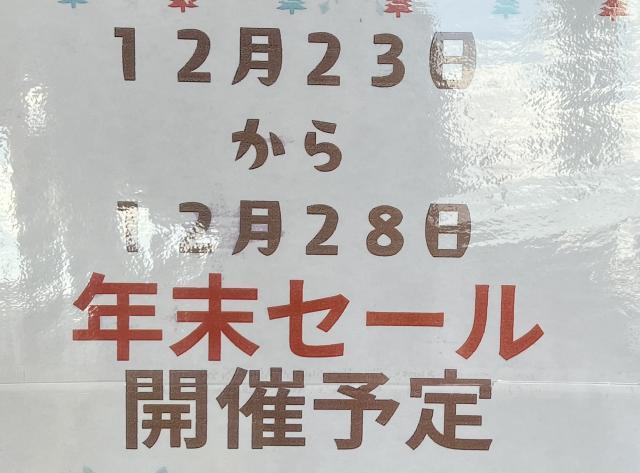 １２月２３日
から
１２月２８日
年末セール
開催予定